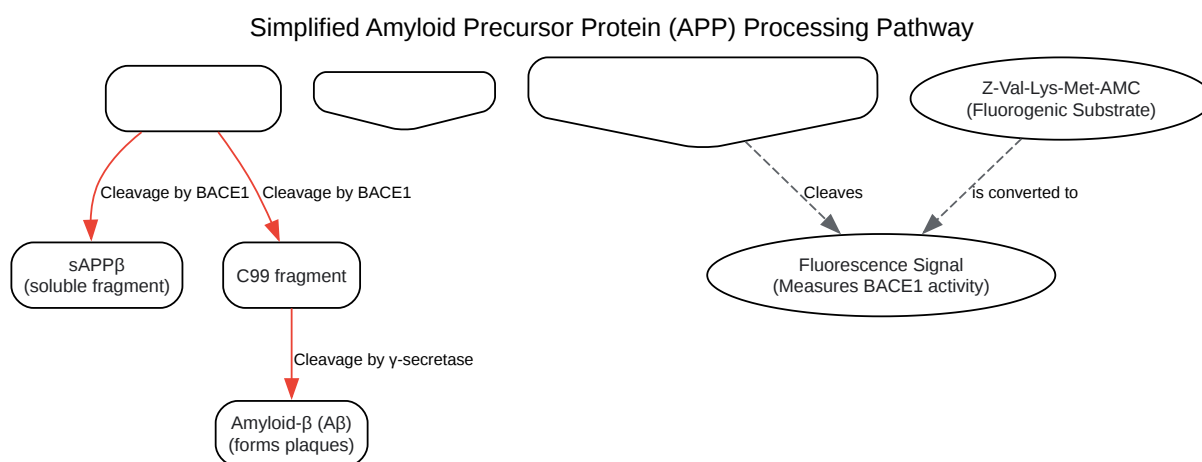 Simplified Amyloid Precursor Protein (APP) Processing Pathway
Z-Val-Lys-Met-AMC
(Fluorogenic Substrate)
Cleavage by BACE1
Cleavage by BACE1
Cleaves
is converted to
sAPPβ
(soluble fragment)
C99 fragment
Fluorescence Signal
(Measures BACE1 activity)
Cleavage by γ-secretase
Amyloid-β (Aβ)
(forms plaques)